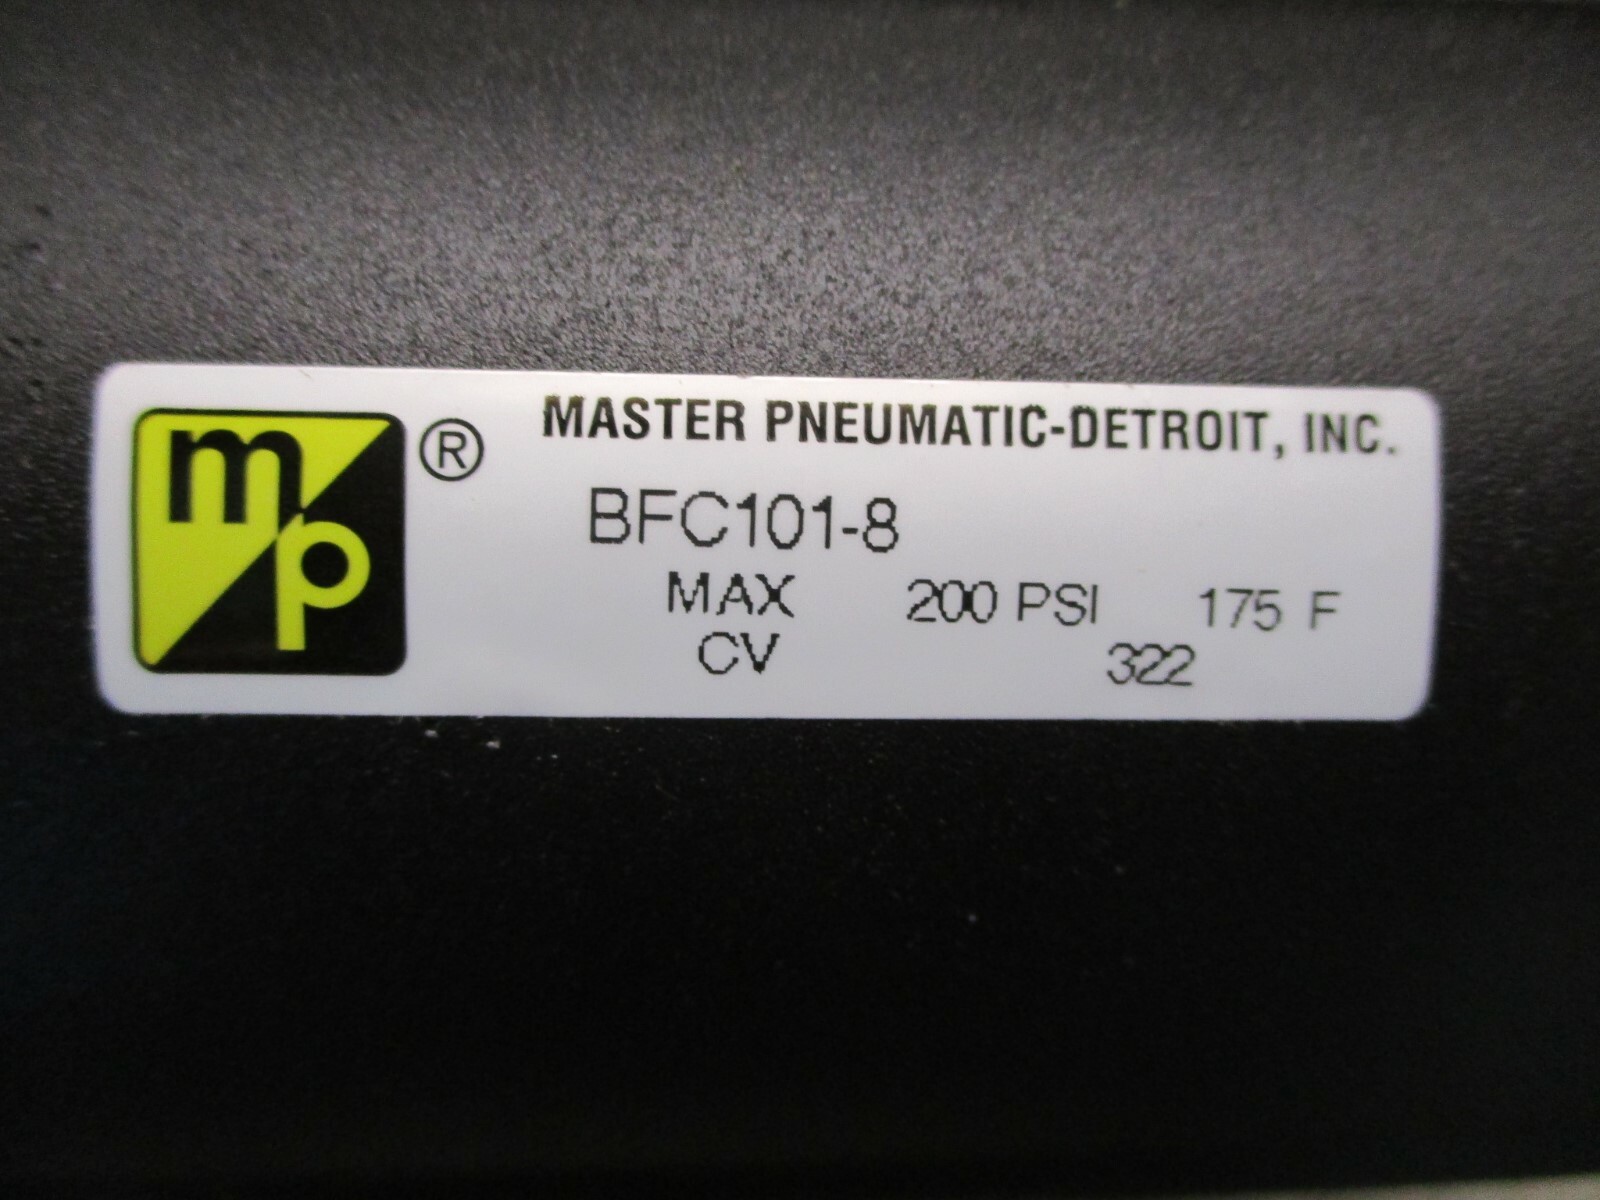 mp ®
MASTER PNEUMATIC-DETROIT, INC.
BFC101-8
MAX 200 PSI 175 F
CV 322